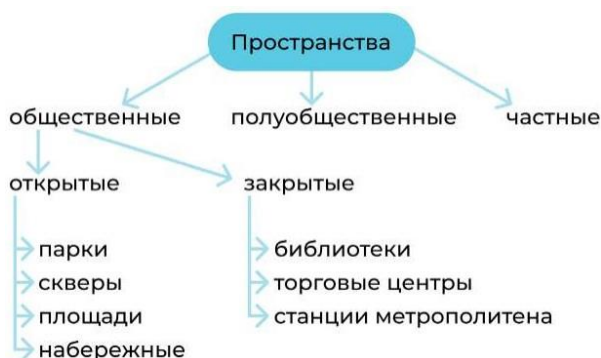 Пространства
общественные
полуобщественные
частные
открытые
закрытые
парки
скверы
площади
набережные
библиотеки
торговые центры
станции метрополитена